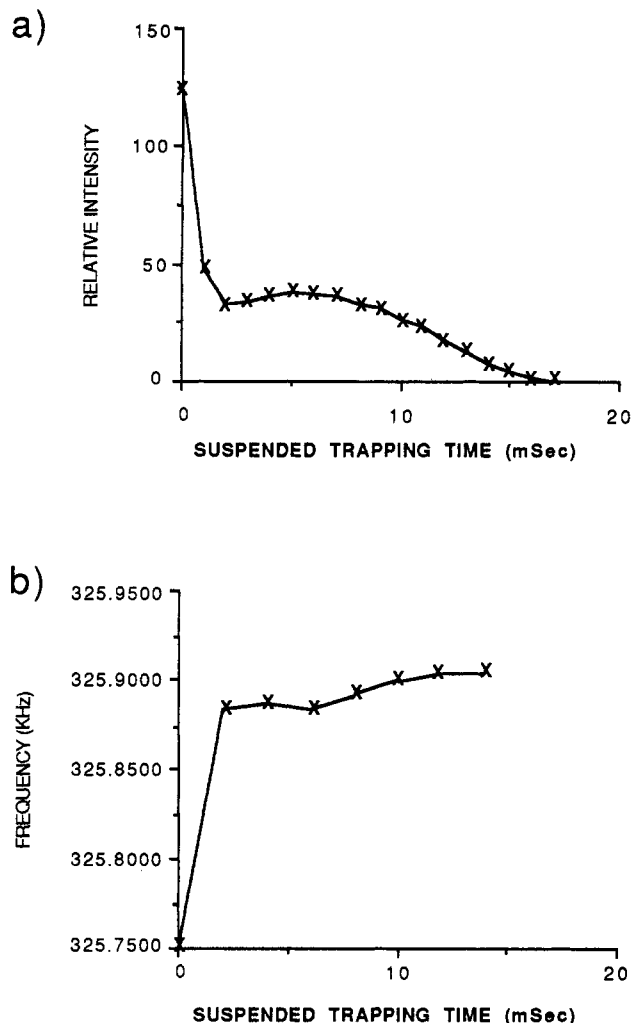 a)
150
100
50
0
RELATIVE INTENSITY
0 10 20
SUSPENDED TRAPPING TIME (mSec)
b)
325.9500
325.9000
325.8500
325.8000
325.7500
FREQUENCY (KHz)
0 10 20
SUSPENDED TRAPPING TIME (mSec)